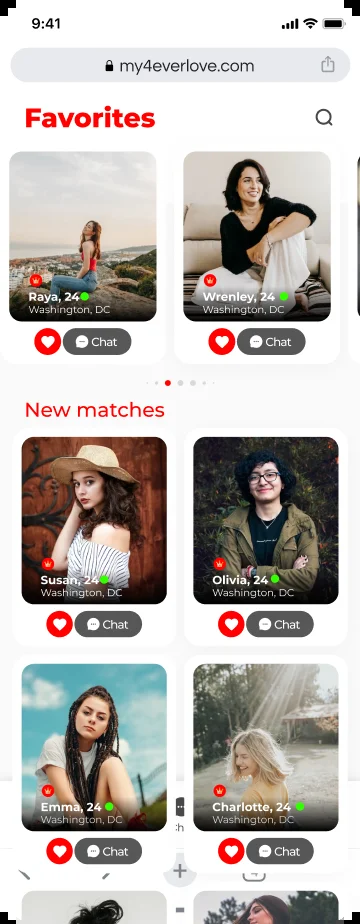 9:41
my4everlove.com
Favorites
Raya, 24
Washington, DC
Chat
Wrenley, 24
Washington, DC
Chat
New matches
Susan, 24
Washington, DC
Chat
Olivia, 24
Washington, DC
Chat
Emma, 24
Washington, DC
Chat
Charlotte, 24
Washington, DC
Chat